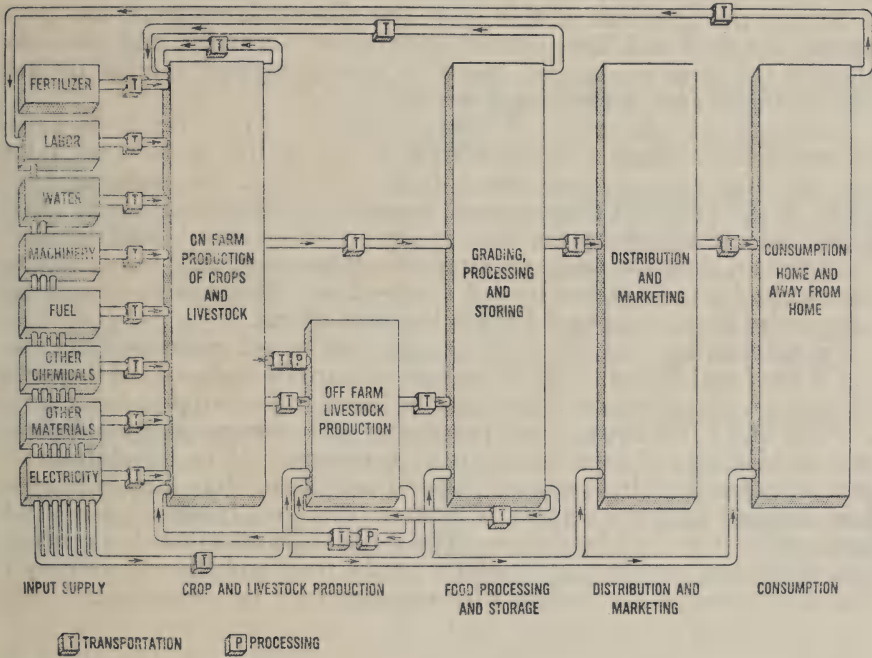 T
T
T
FERTILIZER
T
LABOR
T
WATER
T
MACHINERY
T
FUEL
T
OTHER
CHEMICALS
T
OTHER
MATERIALS
T
ELECTRICITY
T
ON FARM
PRODUCTION
OF CROPS
AND
LIVESTOCK
T
T P
T
OFF FARM
LIVESTOCK
PRODUCTION
T
GRADING,
PROCESSING
AND
STORING
T
DISTRIBUTION
AND
MARKETING
T
CONSUMPTION
HOME AND
AWAY FROM
HOME
T
T P
T
INPUT SUPPLY
CROP AND LIVESTOCK PRODUCTION
FOOD PROCESSING
AND STORAGE
DISTRIBUTION AND
MARKETING
CONSUMPTION
T TRANSPORTATION
P PROCESSING